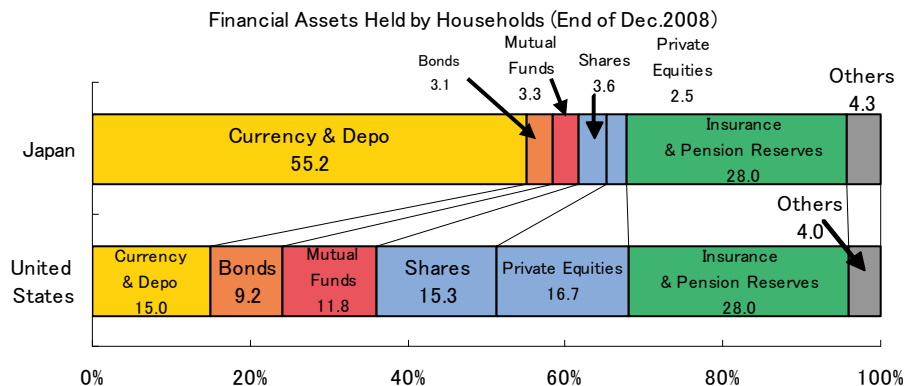 Financial Assets Held by Households (End of Dec.2008)
Bonds
3.1
Mutual
Funds
3.3
Shares
3.6
Private
Equities
2.5
Others
4.3
Japan
Currency & Depo
55.2
Insurance
& Pension Reserves
28.0
Others
4.0
United
States
Currency
& Depo
15.0
Bonds
9.2
Mutual
Funds
11.8
Shares
15.3
Private Equities
16.7
Insurance
& Pension Reserves
28.0
0%
20%
40%
60%
80%
100%